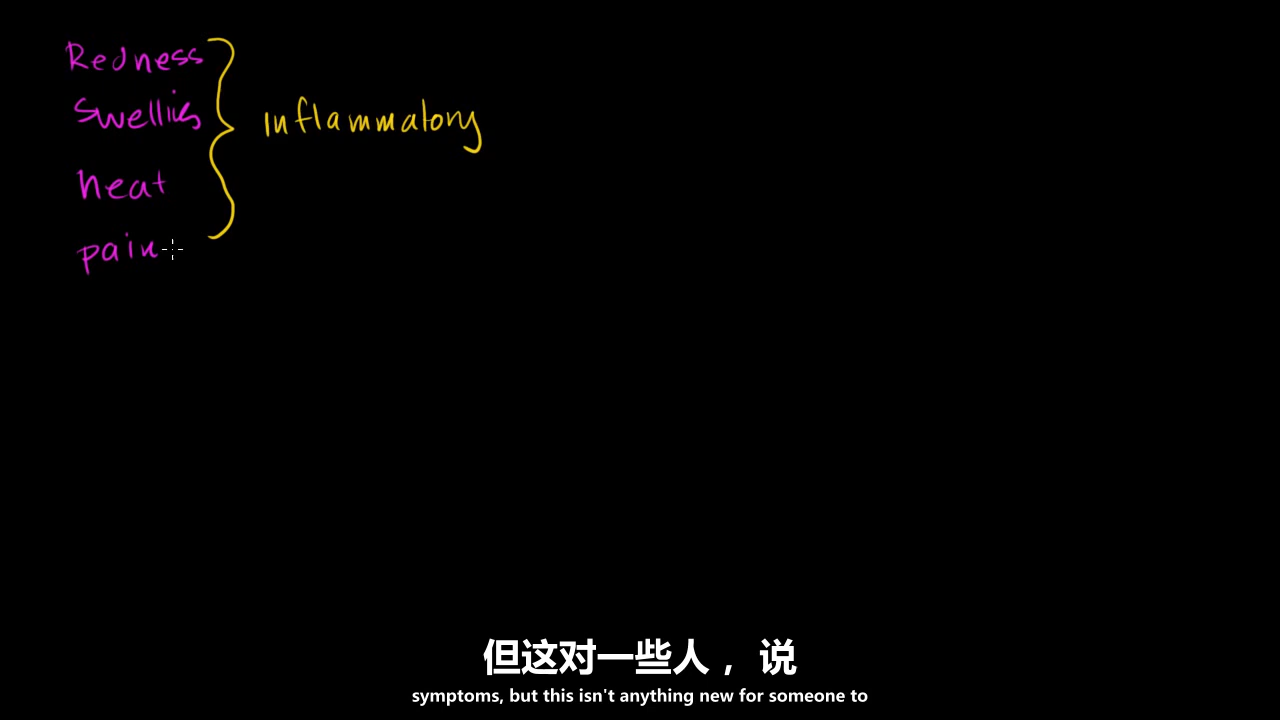 Redness
Swelling
heat
pain
Inflammatory
但这对一些人，说
symptoms, but this isn't anything new for someone to